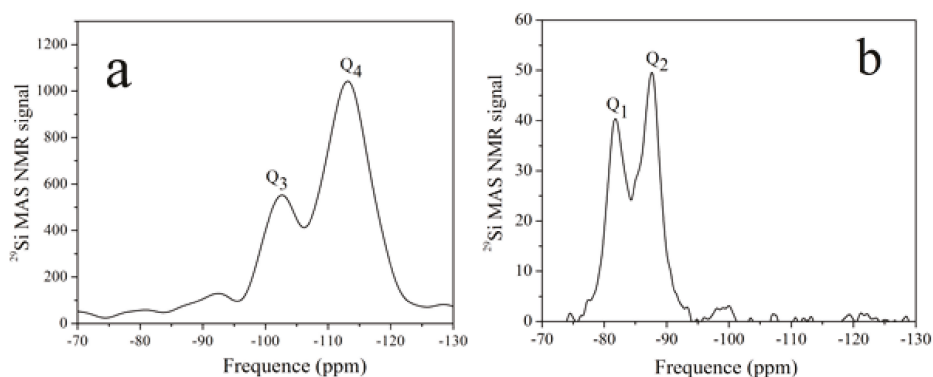 a
Q3
Q4
1200
1000
800
600
400
200
0
-70 -80 -90 -100 -110 -120 -130
Frequence (ppm)
29Si MAS NMR signal
b
Q1
Q2
60
50
40
30
20
10
0
-70 -80 -90 -100 -110 -120 -130
Frequence (ppm)
29Si MAS NMR signal